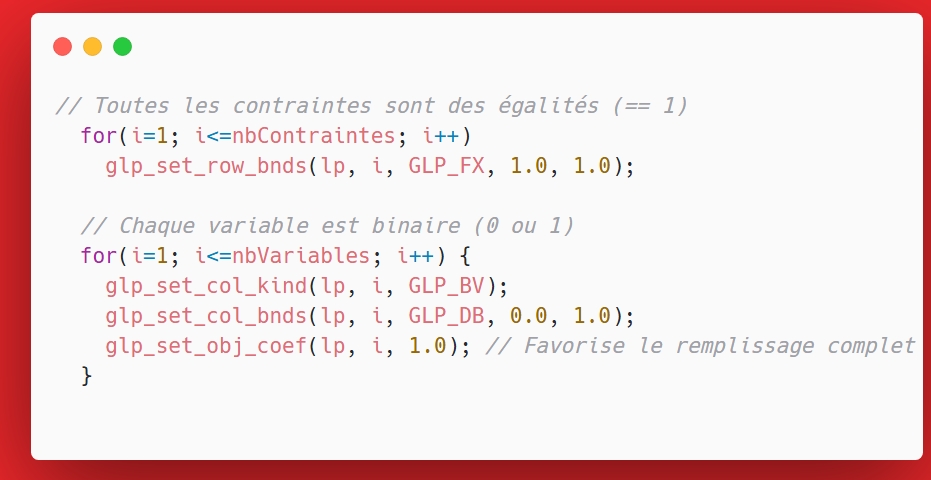 // Toutes les contraintes sont des égalités (== 1)
for(i=1; i<=nbContraintes; i++)
glp_set_row_bnds(lp, i, GLP_FX, 1.0, 1.0);
// Chaque variable est binaire (0 ou 1)
for(i=1; i<=nbVariables; i++) {
glp_set_col_kind(lp, i, GLP_BV);
glp_set_col_bnds(lp, i, GLP_DB, 0.0, 1.0);
glp_set_obj_coef(lp, i, 1.0); // Favorise le remplissage complet
}